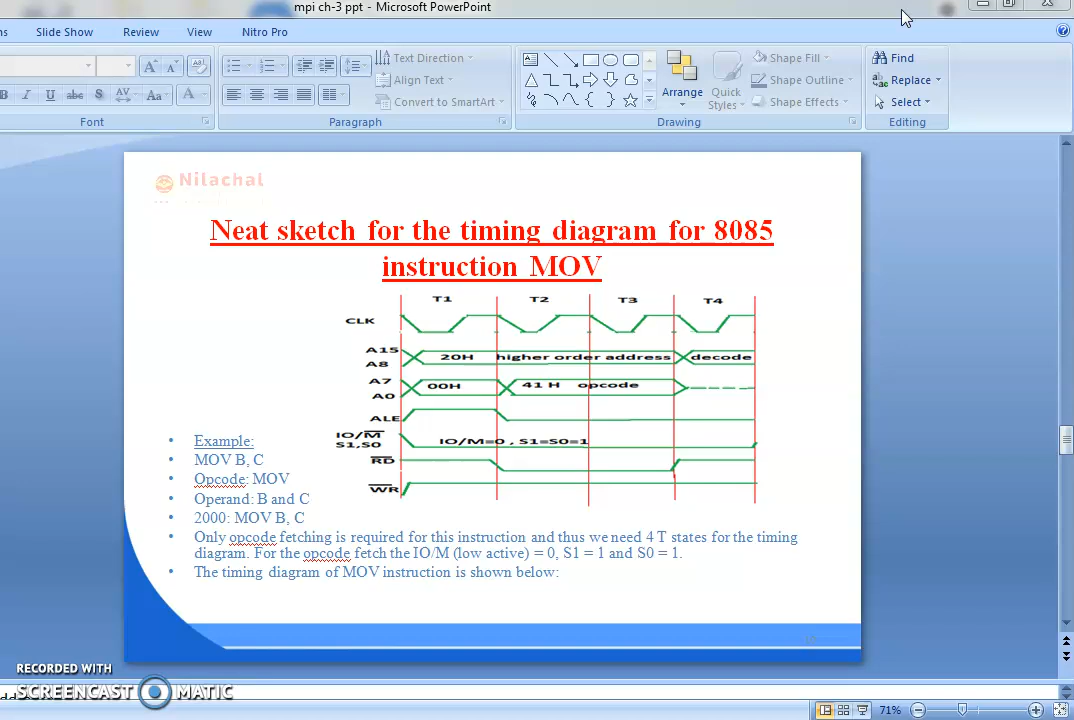 mpi ch-3 ppt - Microsoft PowerPoint
Slide Show Review View Nitro Pro
Text Direction
Align Text
Convert to SmartArt
Arrange
Quick Styles
Shape Fill
Shape Outline
Shape Effects
Find
Replace
Select
Font
Paragraph
Drawing
Editing
Nilachal
Neat sketch for the timing diagram for 8085
instruction MOV
T1 T2 T3 T4
CLK
A15
A8
20H higher order address decode
A7
A0
00H 41 H opcode
ALE
IO/M
S1,S0
IO/M=0 , S1=S0=1
RD
WR
• Example:
• MOV B, C
• Opcode: MOV
• Operand: B and C
• 2000: MOV B, C
• Only opcode fetching is required for this instruction and thus we need 4 T states for the timing
diagram. For the opcode fetch the IO/M (low active) = 0, S1 = 1 and S0 = 1.
• The timing diagram of MOV instruction is shown below:
RECORDED WITH
SCREENCAST MATIC
71%